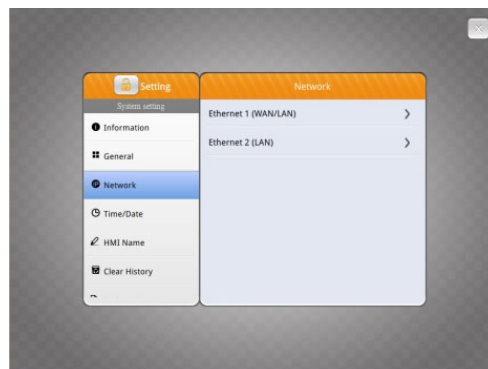 Setting
System setting
Information
General
Network
Time/Date
HMI Name
Clear History
Network
Ethernet 1 (WAN/LAN)
Ethernet 2 (LAN)